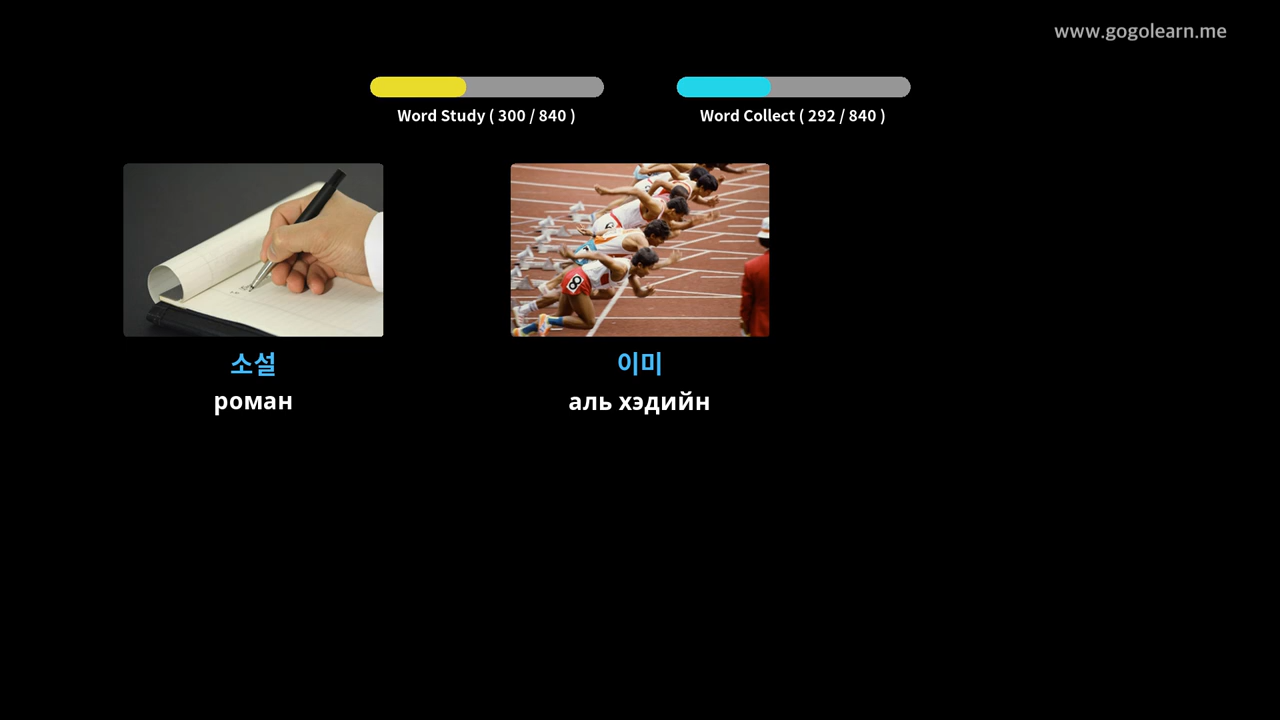 www.gogolearn.me
Word Study ( 300 / 840 )
Word Collect ( 292 / 840 )
소설
роман
이미
аль хэдийн